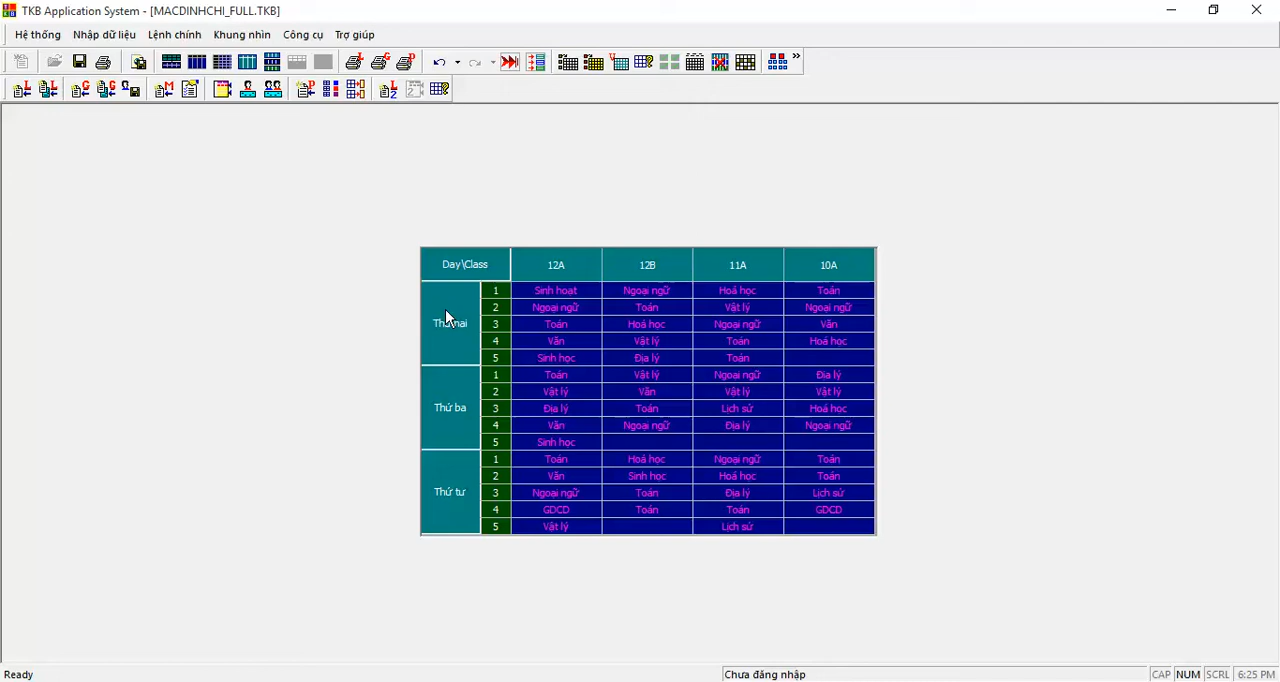 TKB Application System - [MACDINHCHI_FULL.TKB]
Hệ thống Nhập dữ liệu Lệnh chính Khung nhìn Công cụ Trợ giúp
Day\Class 12A 12B 11A 10A
Thứ hai
1 Sinh hoạt Ngoại ngữ Hoá học Toán
2 Ngoại ngữ Toán Vật lý Ngoại ngữ
3 Toán Hoá học Ngoại ngữ Văn
4 Văn Vật lý Toán Hoá học
5 Sinh học Địa lý Toán
Thứ ba
1 Toán Vật lý Ngoại ngữ Địa lý
2 Vật lý Văn Vật lý Vật lý
3 Địa lý Toán Lịch sử Hoá học
4 Văn Ngoại ngữ Địa lý Ngoại ngữ
5 Sinh học
Thứ tư
1 Toán Hoá học Ngoại ngữ Toán
2 Văn Sinh học Hoá học Toán
3 Ngoại ngữ Toán Địa lý Lịch sử
4 GDCD Toán Toán GDCD
5 Vật lý Lịch sử
Ready Chưa đăng nhập CAP NUM SCRL 6:25 PM